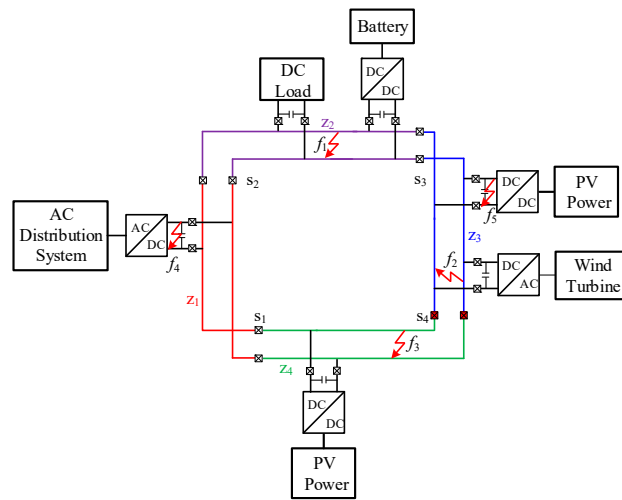 Battery
DC
Load
DC
DC
z2
f1
s2
s3
DC
DC
PV
Power
f5
AC
Distribution
System
AC
DC
f4
z3
f2
DC
AC
Wind
Turbine
z1
s1
s4
f3
z4
DC
DC
PV
Power